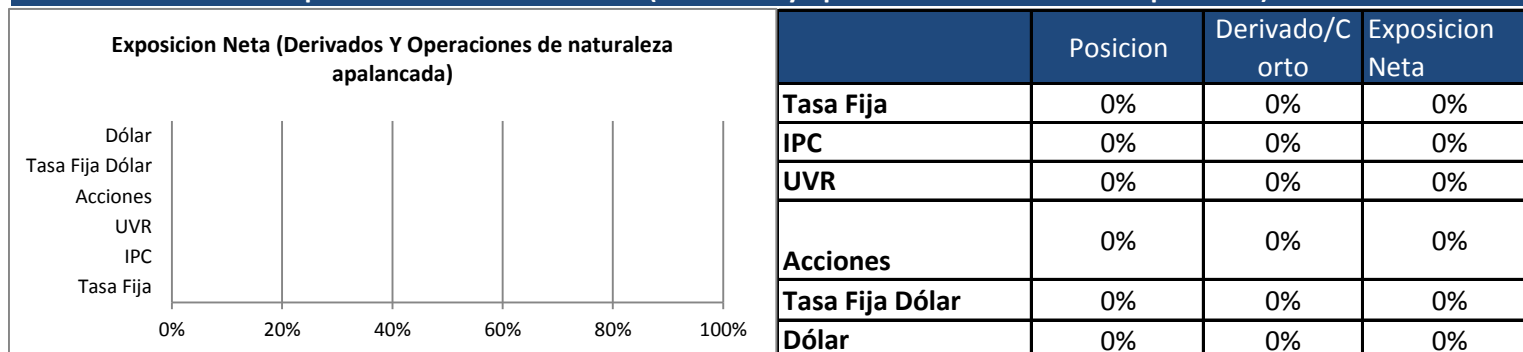 Exposicion Neta (Derivados Y Operaciones de naturaleza
apalancada)
Dólar
Tasa Fija Dólar
Acciones
UVR
IPC
Tasa Fija
0% 20% 40% 60% 80% 100%
Posicion Derivado/C Exposicion
orto Neta
Tasa Fija 0% 0% 0%
IPC 0% 0% 0%
UVR 0% 0% 0%
Acciones 0% 0% 0%
Tasa Fija Dólar 0% 0% 0%
Dólar 0% 0% 0%